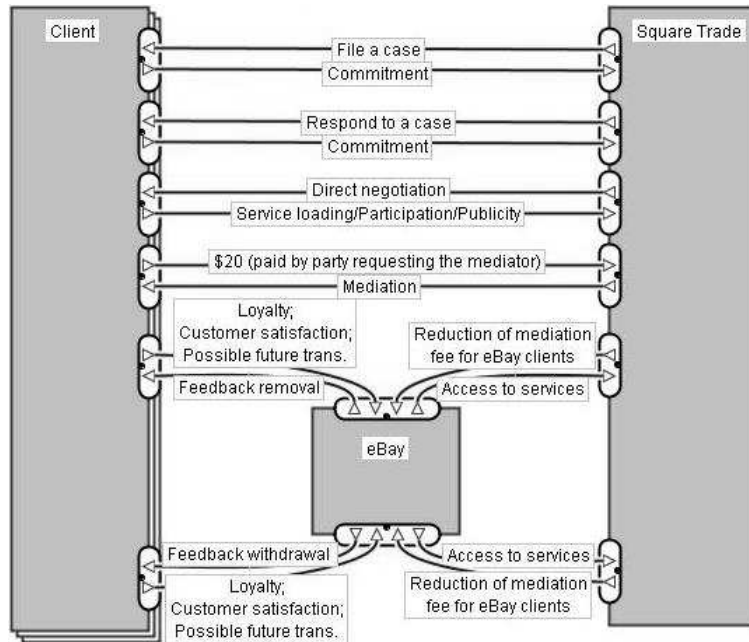 Client
Square Trade
File a case
Commitment
Respond to a case
Commitment
Direct negotiation
Service loading/Participation/Publicity
$20 (paid by party requesting the mediator)
Mediation
Loyalty;
Customer satisfaction;
Possible future trans.
Reduction of mediation
fee for eBay clients
Feedback removal
Access to services
eBay
Feedback withdrawal
Access to services
Loyalty;
Customer satisfaction;
Possible future trans.
Reduction of mediation
fee for eBay clients